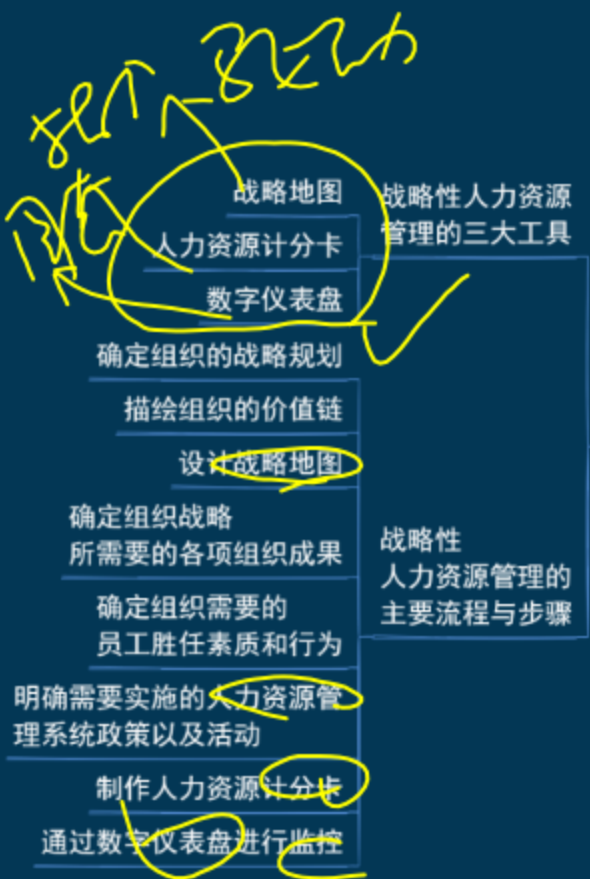 战略地图
人力资源计分卡
数字仪表盘
战略性人力资源
管理的三大工具
确定组织的战略规划
描绘组织的价值链
设计战略地图
确定组织战略
所需要的各项组织成果
确定组织需要的
员工胜任素质和行为
明确需要实施的人力资源管
理系统政策以及活动
制作人力资源计分卡
通过数字仪表盘进行监控
战略性
人力资源管理的
主要流程与步骤